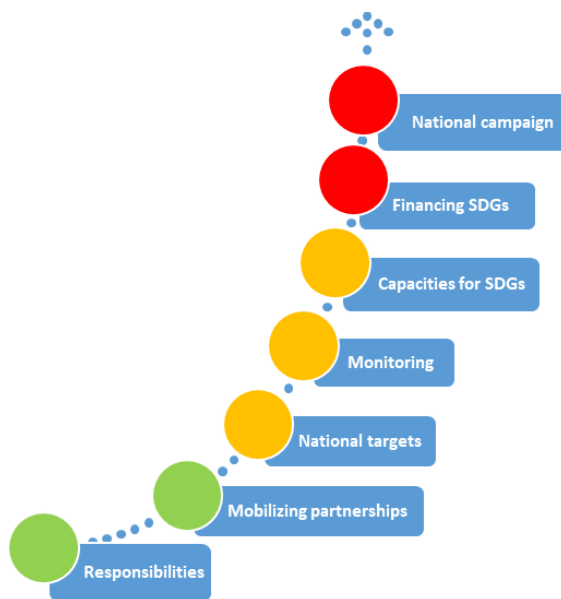 National campaign
Financing SDGs
Capacities for SDGs
Monitoring
National targets
Mobilizing partnerships
Responsibilities